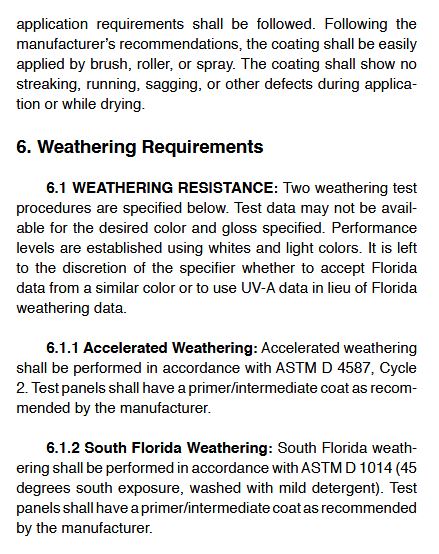 application requirements shall be followed. Following the
manufacturer’s recommendations, the coating shall be easily
applied by brush, roller, or spray. The coating shall show no
streaking, running, sagging, or other defects during applica-
tion or while drying.
6. Weathering Requirements
6.1 WEATHERING RESISTANCE: Two weathering test
procedures are specified below. Test data may not be avail-
able for the desired color and gloss specified. Performance
levels are established using whites and light colors. It is left
to the discretion of the specifier whether to accept Florida
data from a similar color or to use UV-A data in lieu of Florida
weathering data.
6.1.1 Accelerated Weathering: Accelerated weathering
shall be performed in accordance with ASTM D 4587, Cycle
2. Test panels shall have a primer/intermediate coat as recom-
mended by the manufacturer.
6.1.2 South Florida Weathering: South Florida weath-
ering shall be performed in accordance with ASTM D 1014 (45
degrees south exposure, washed with mild detergent). Test
panels shall have a primer/intermediate coat as recommended
by the manufacturer.